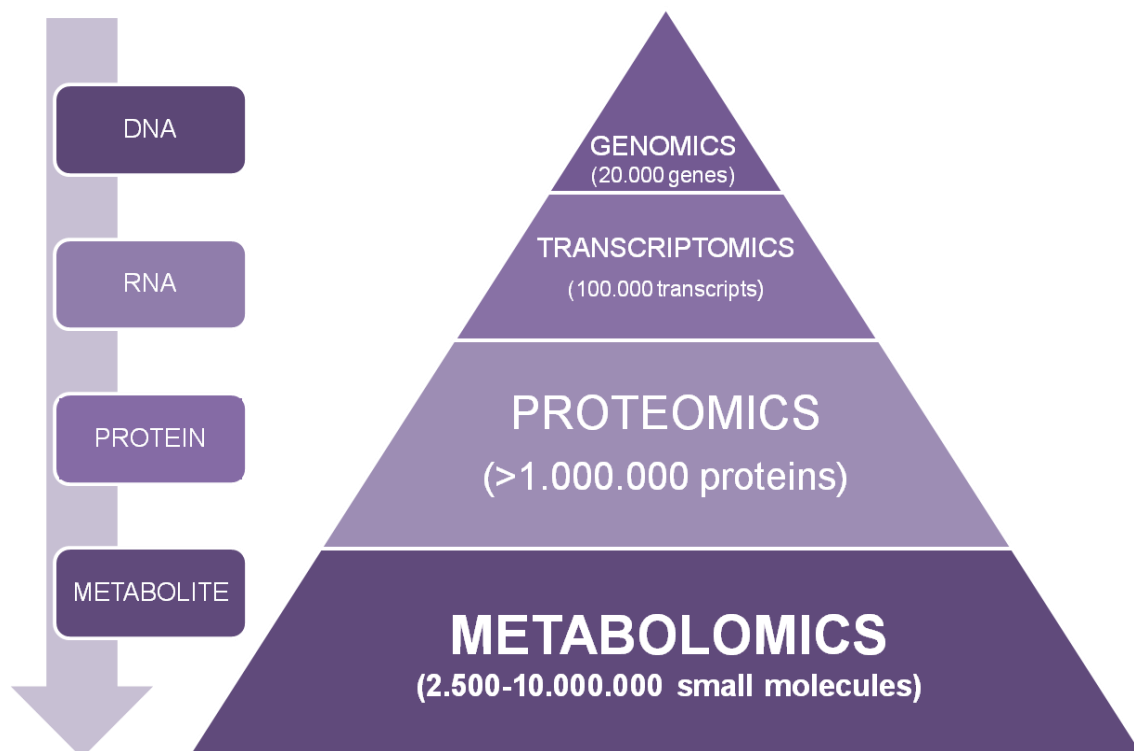 DNA
RNA
PROTEIN
METABOLITE
GENOMICS
(20.000 genes)
TRANSCRIPTOMICS
(100.000 transcripts)
PROTEOMICS
(>1.000.000 proteins)
METABOLOMICS
(2.500-10.000.000 small molecules)